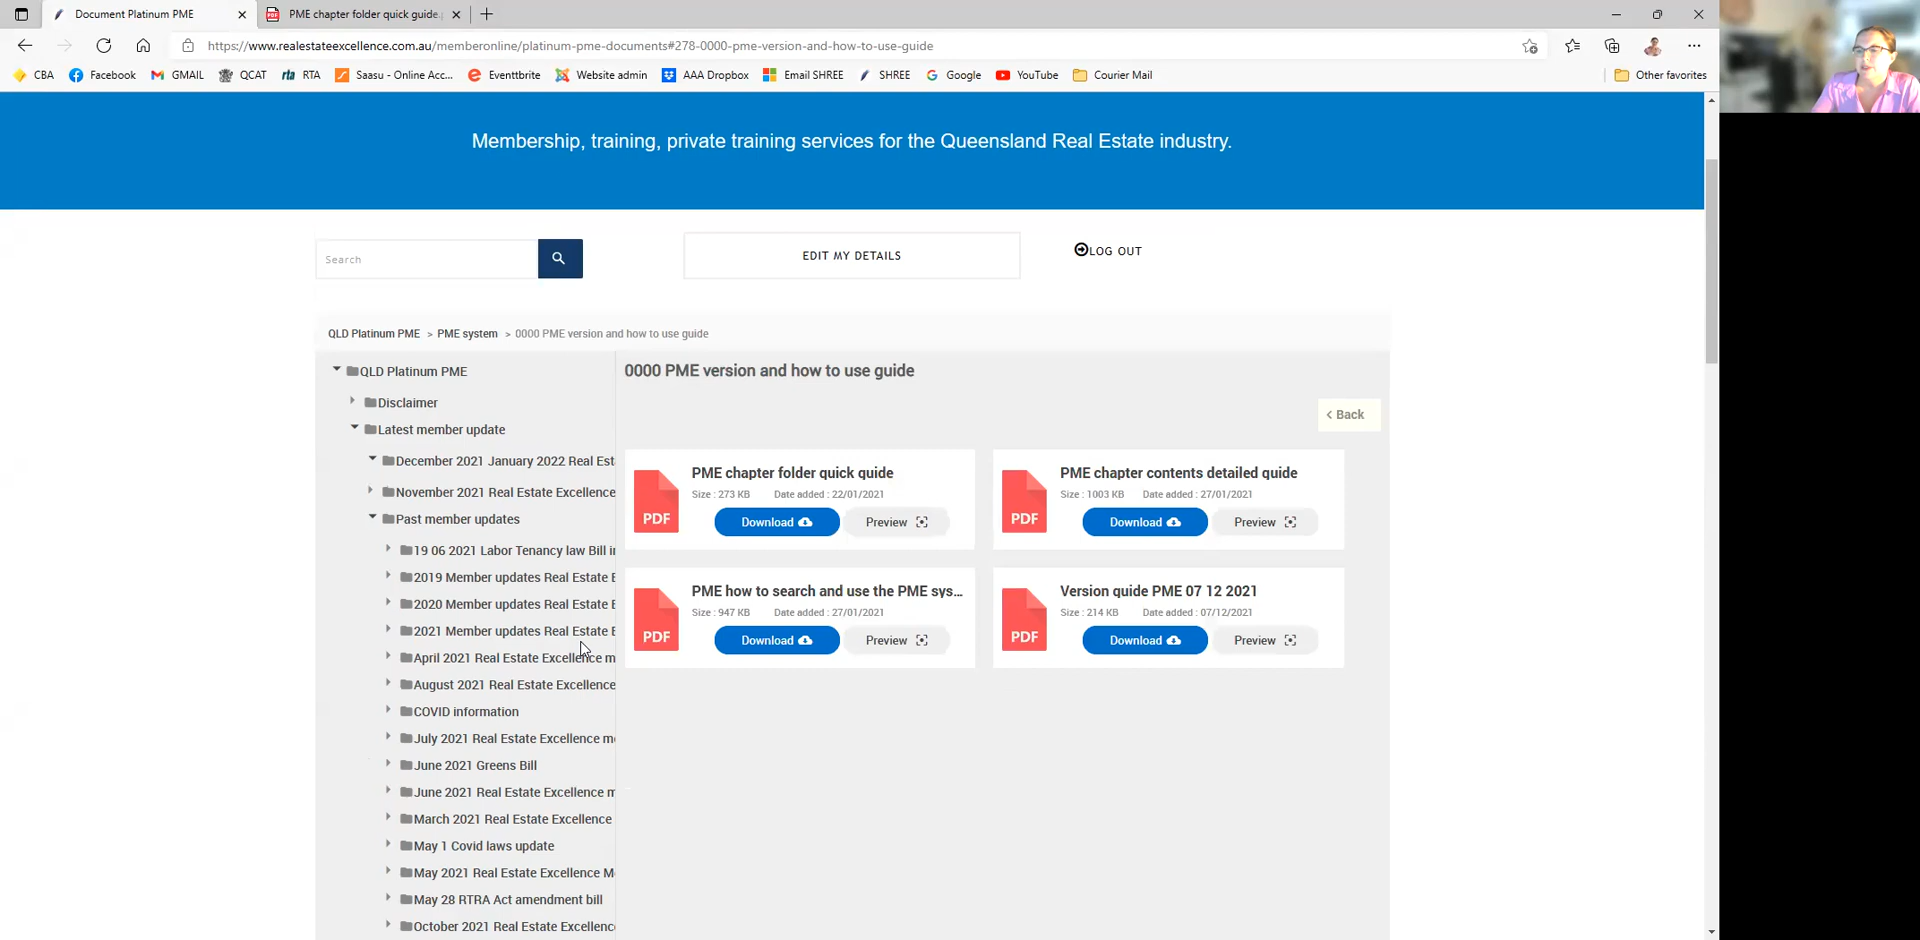 Document Platinum PME
PME chapter folder quick guide.
https://www.realestateexcellence.com.au/memberonline/platinum-pme-documents#278-0000-pme-version-and-how-to-use-guide
CBA
Facebook
GMAIL
QCAT
rta RTA
Saasu - Online Acc...
Eventtbrite
Website admin
AAA Dropbox
Email SHREE
SHREE
Google
YouTube
Courier Mail
Other favorites
Membership, training, private training services for the Queensland Real Estate industry.
Search
EDIT MY DETAILS
LOG OUT
QLD Platinum PME > PME system > 0000 PME version and how to use guide
QLD Platinum PME
Disclaimer
Latest member update
December 2021 January 2022 Real Est
November 2021 Real Estate Excellence
Past member updates
19 06 2021 Labor Tenancy law Bill i
2019 Member updates Real Estate E
2020 Member updates Real Estate E
2021 Member updates Real Estate E
April 2021 Real Estate Excellence m
August 2021 Real Estate Excellence
COVID information
July 2021 Real Estate Excellence m
June 2021 Greens Bill
June 2021 Real Estate Excellence m
March 2021 Real Estate Excellence
May 1 Covid laws update
May 2021 Real Estate Excellence M
May 28 RTRA Act amendment bill
October 2021 Real Estate Excellenc
0000 PME version and how to use guide
< Back
PDF
PME chapter folder quick guide
Size : 273 KB Date added : 22/01/2021
Download Preview
PDF
PME chapter contents detailed guide
Size : 1003 KB Date added : 27/01/2021
Download Preview
PDF
PME how to search and use the PME sys...
Size : 947 KB Date added : 27/01/2021
Download Preview
PDF
Version guide PME 07 12 2021
Size : 214 KB Date added : 07/12/2021
Download Preview